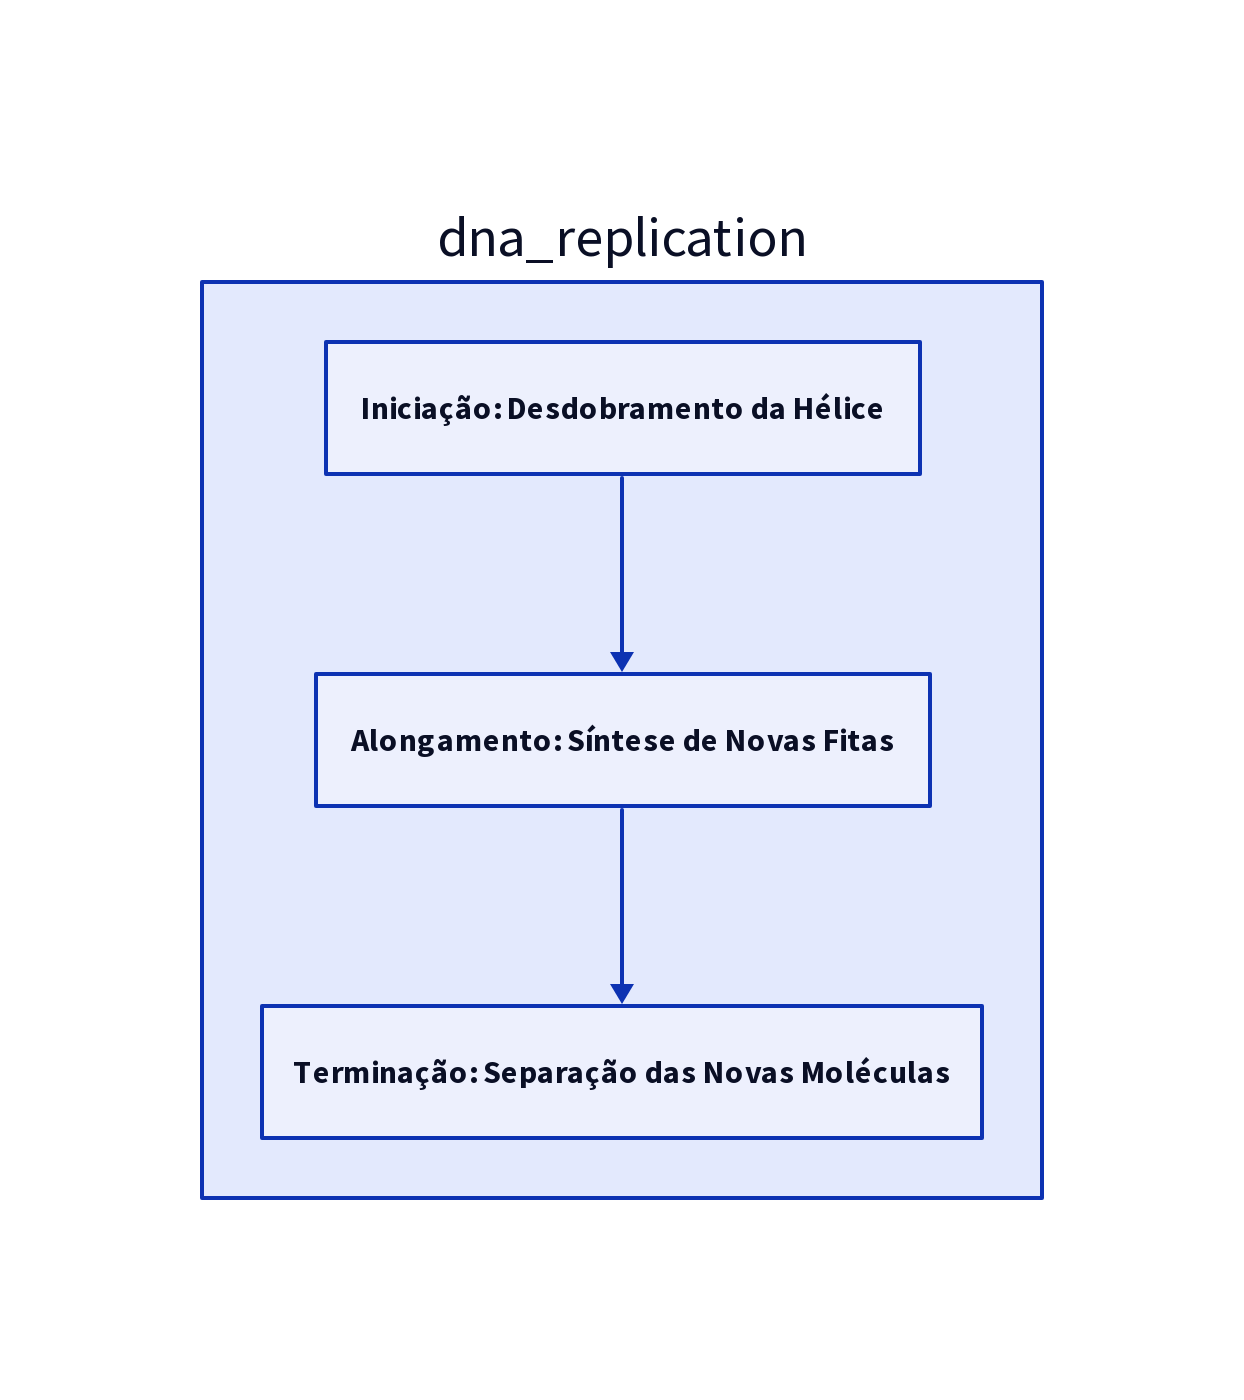 dna_replication
Iniciação: Desdobramento da Hélice
Alongamento: Síntese de Novas Fitas
Terminação: Separação das Novas Moléculas